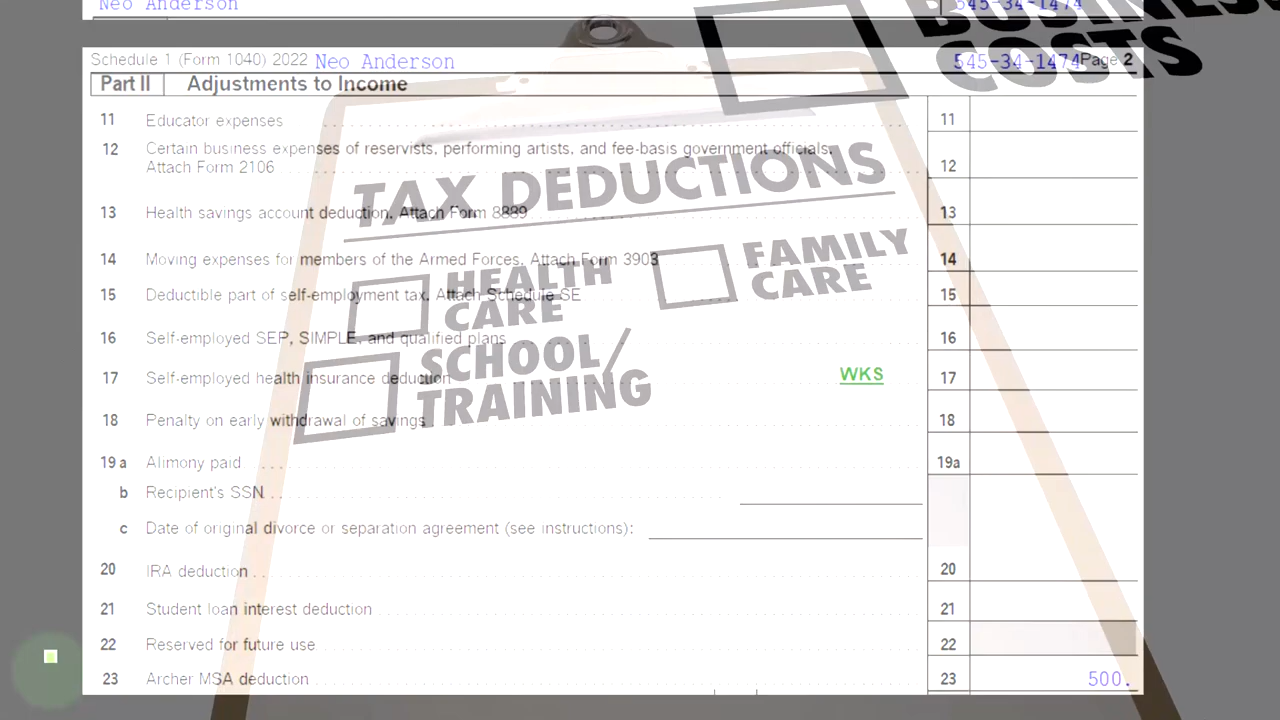 Neo Anderson 545-34-1474
BUSINESS
COSTS
Schedule 1 (Form 1040) 2022 Neo Anderson 545-34-1474 Page 2
Part II Adjustments to Income
11 Educator expenses 11
12 Certain business expenses of reservists, performing artists, and fee-basis government officials.
Attach Form 2106 12
TAX DEDUCTIONS
13 Health savings account deduction. Attach Form 8889 13
14 Moving expenses for members of the Armed Forces. Attach Form 3903 14
HEALTH
CARE
FAMILY
CARE
15 Deductible part of self-employment tax. Attach Schedule SE 15
16 Self-employed SEP, SIMPLE, and qualified plans 16
SCHOOL/
TRAINING
17 Self-employed health insurance deduction WKS 17
18 Penalty on early withdrawal of savings 18
19a Alimony paid 19a
b Recipient's SSN
c Date of original divorce or separation agreement (see instructions):
20 IRA deduction 20
21 Student loan interest deduction 21
22 Reserved for future use 22
23 Archer MSA deduction 23 500.